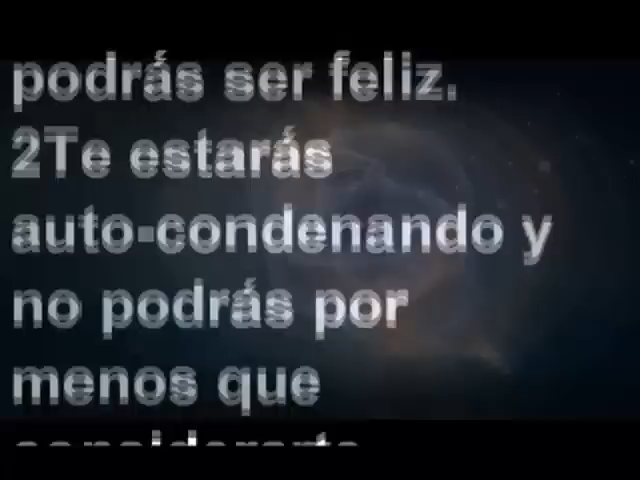 podrás ser feliz.
2Te estarás
auto-condenando y
no podrás por
menos que